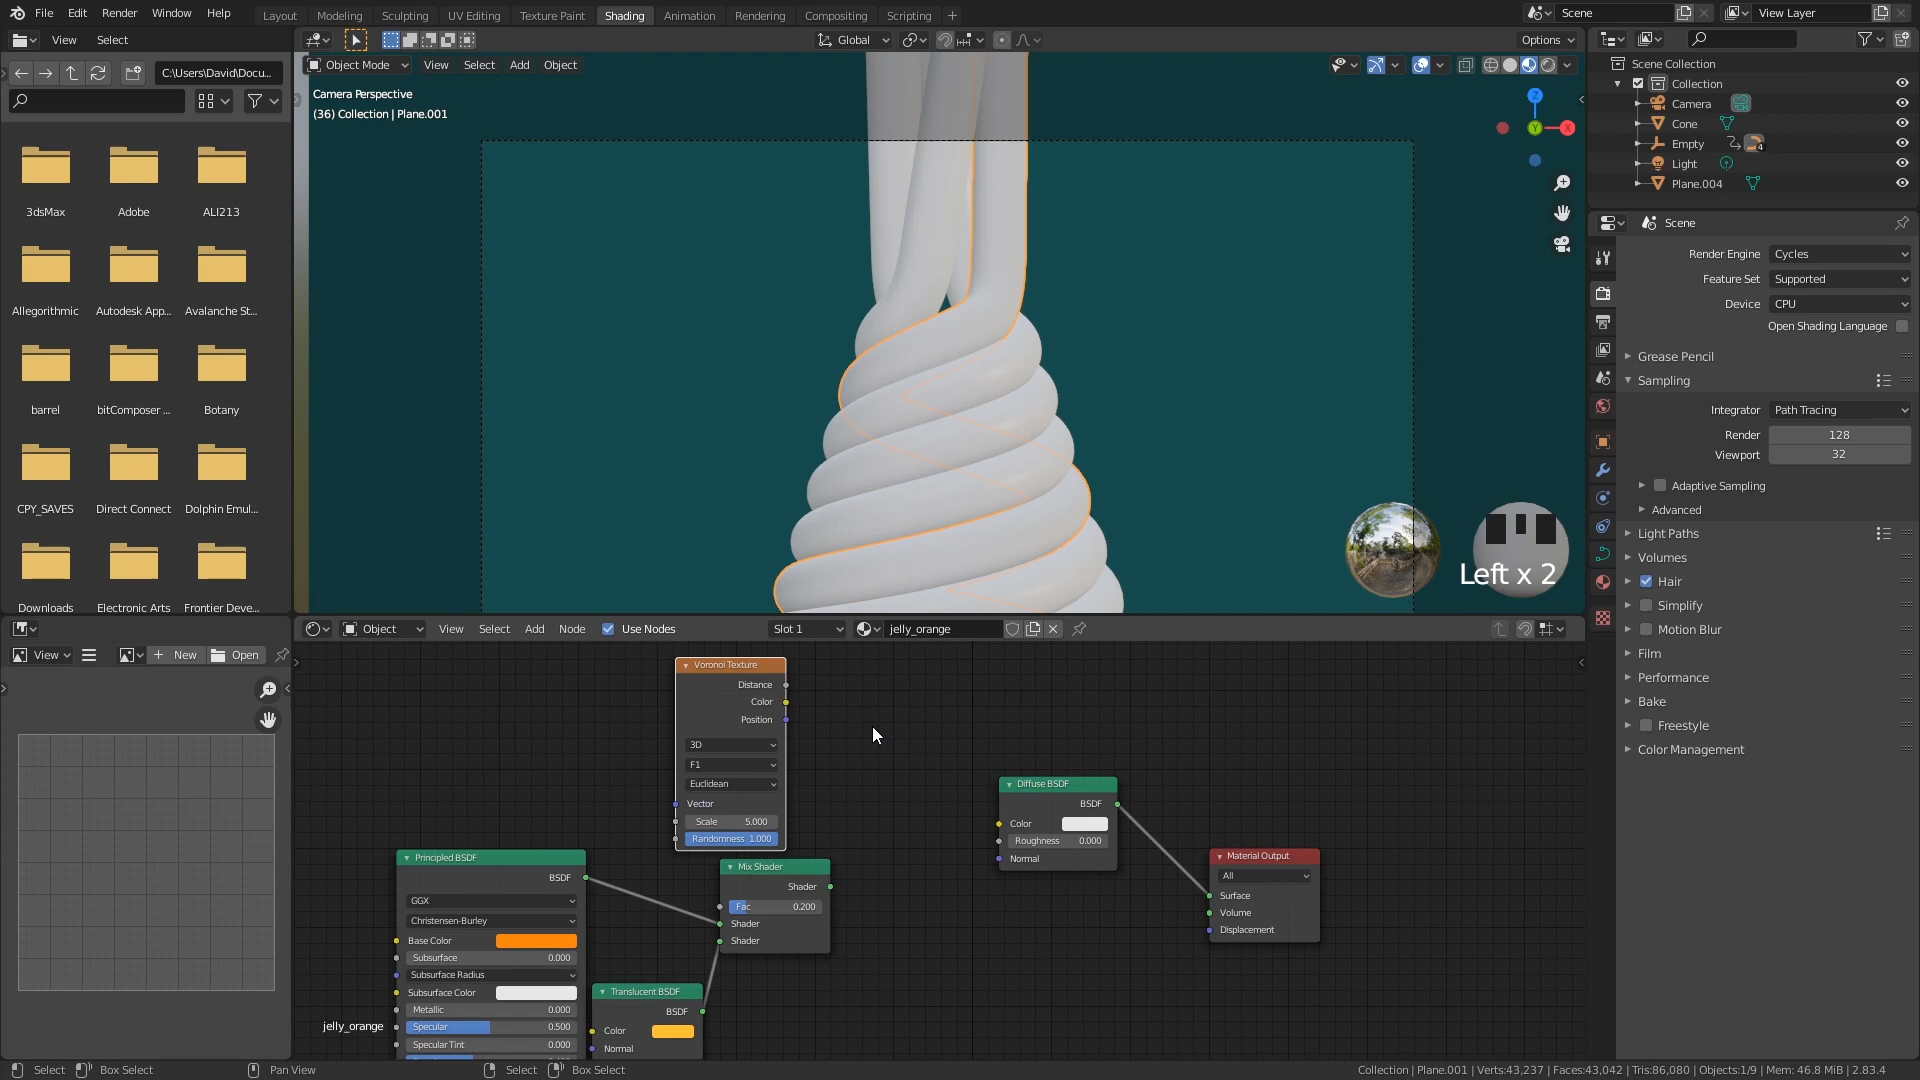 File Edit Render Window Help
Layout Modeling Sculpting UV Editing Texture Paint Shading Animation Rendering Compositing Scripting
Scene
View Layer
View Select
Global
Options
C:\Users\David\Docu...
Object Mode
View Select Add Object
Camera Perspective
(36) Collection | Plane.001
Z
Y
X
3dsMax Adobe ALI213
Allegorithmic Autodesk App... Avalanche St...
barrel bitComposer ... Botany
CPY_SAVES Direct Connect Dolphin Emul...
Downloads Electronic Arts Frontier Deve...
Left x 2
Scene Collection
Collection
Camera
Cone
Empty
4
Light
Plane.004
Scene
Render Engine Cycles
Feature Set Supported
Device CPU
Open Shading Language
Grease Pencil
Sampling
Integrator Path Tracing
Render 128
Viewport 32
Adaptive Sampling
Advanced
Light Paths
Volumes
Hair
Simplify
Motion Blur
Film
Performance
Bake
Freestyle
Color Management
View
New
Open
Object
View Select Add Node
Use Nodes
Slot 1
jelly_orange
Voronoi Texture
Distance
Color
Position
3D
F1
Euclidean
Vector
Scale 5.000
Randomness 1.000
Principled BSDF
BSDF
GGX
Christensen-Burley
Base Color
Subsurface 0.000
Subsurface Radius
Subsurface Color
Metallic 0.000
Specular 0.500
Specular Tint 0.000
Mix Shader
Shader
Fac 0.200
Shader
Shader
Translucent BSDF
BSDF
Color
Normal
Diffuse BSDF
BSDF
Color
Roughness 0.000
Normal
Material Output
All
Surface
Volume
Displacement
jelly_orange
Select Box Select Pan View Select Box Select
Collection | Plane.001 | Verts:43,237 | Faces:43,042 | Tris:86,080 | Objects:1/9 | Mem: 46.8 MiB | 2.83.4